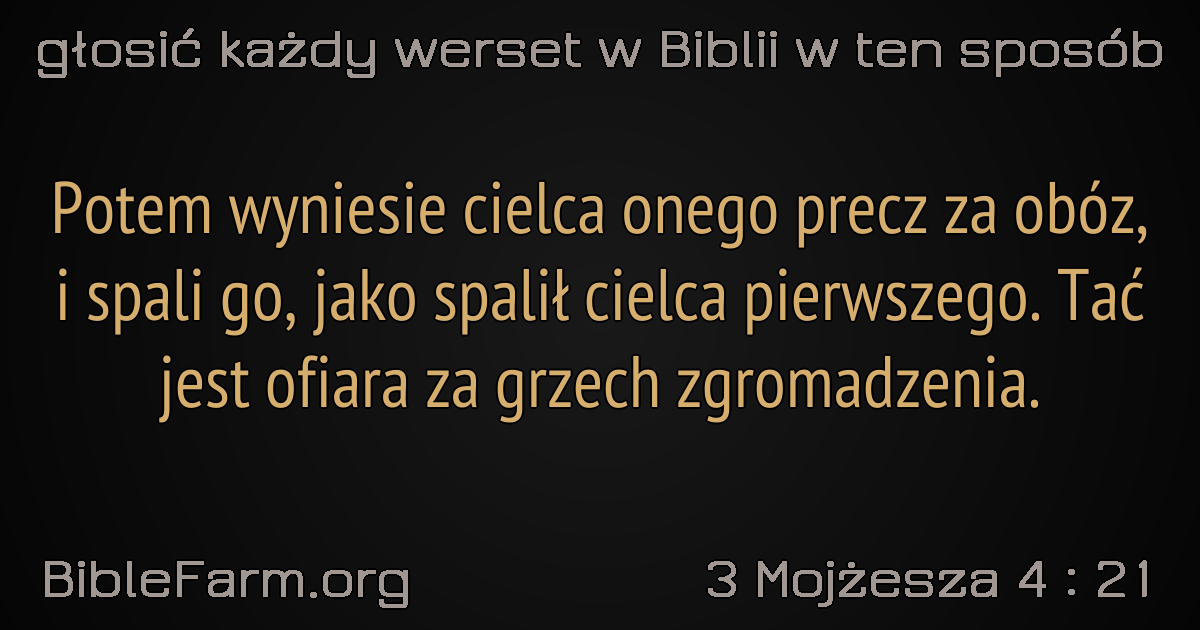 głosić każdy werset w Biblii w ten sposób
Potem wyniesie cielca onego precz za obóz,
i spali go, jako spalił cielca pierwszego. Tać
jest ofiara za grzech zgromadzenia.
BibleFarm.org
3 Mojżesza 4 : 21